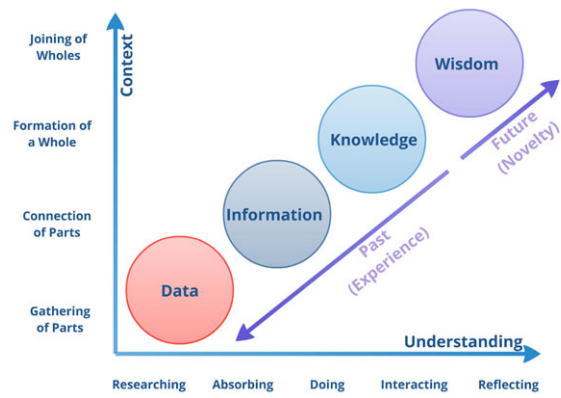 Joining of
Wholes
Context
Wisdom
Formation of
a Whole
Knowledge
Future
(Novelty)
Connection
of Parts
Information
Past
(Experience)
Gathering
of Parts
Data
Understanding
Researching
Absorbing
Doing
Interacting
Reflecting